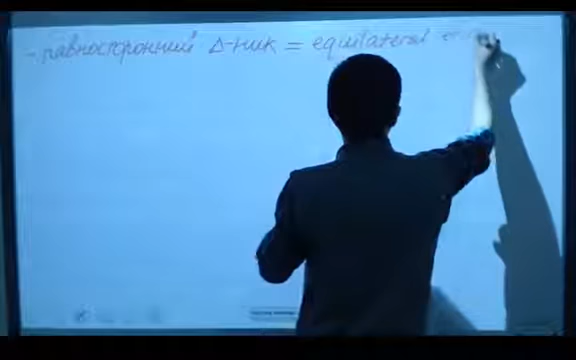 - равносторонний Δ-ник = equilateral